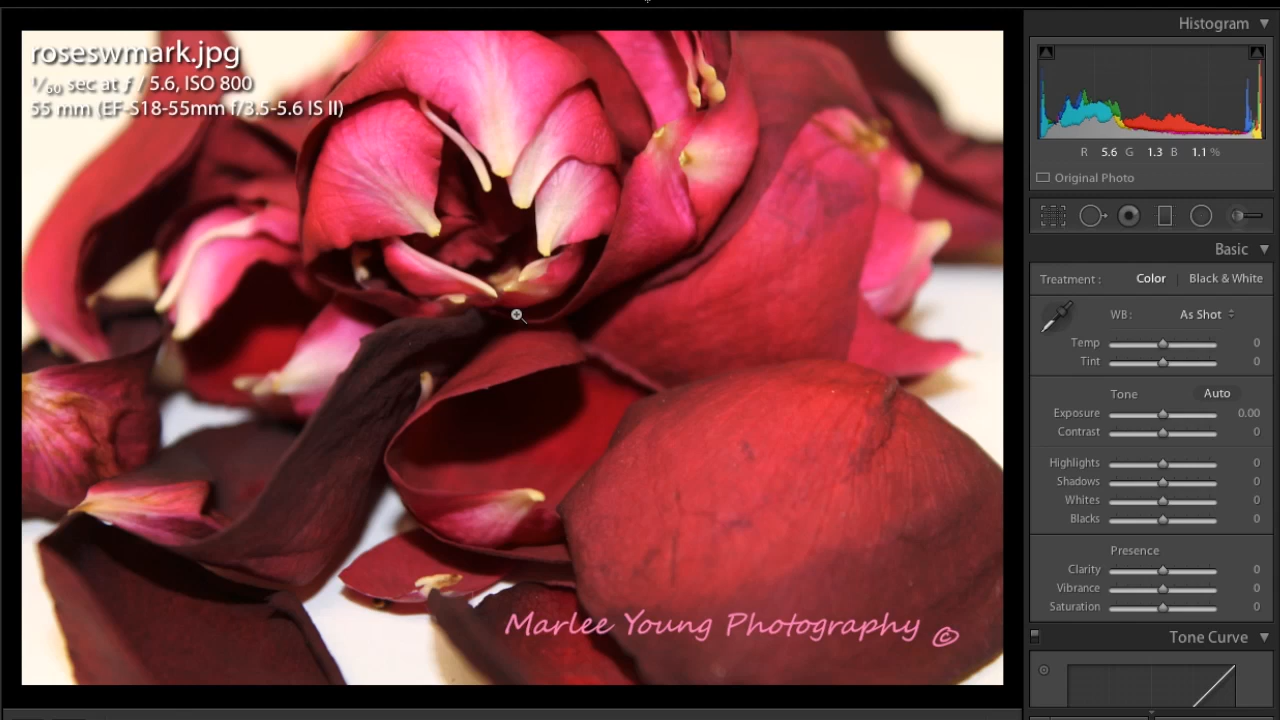 roseswmark.jpg
1/60 sec at ƒ / 5.6, ISO 800
55 mm (EF-S18-55mm f/3.5-5.6 IS II)
Marlee Young Photography ©
Histogram
R 5.6 G 1.3 B 1.1 %
Original Photo
Basic
Treatment : Color Black & White
WB: As Shot
Temp 0
Tint 0
Tone Auto
Exposure 0.00
Contrast 0
Highlights 0
Shadows 0
Whites 0
Blacks 0
Presence
Clarity 0
Vibrance 0
Saturation 0
Tone Curve